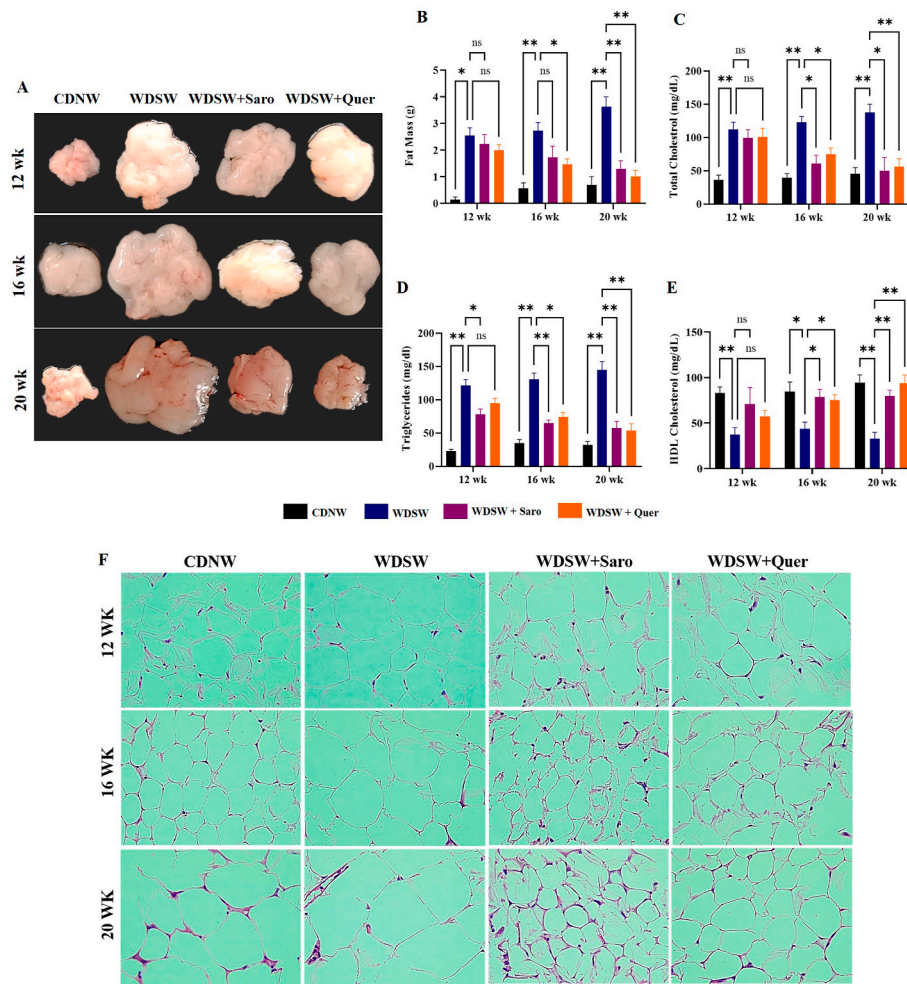 A
CDNW WDSW WDSW+Saro WDSW+Quer
12 wk
16 wk
20 wk
B
ns
** * **
ns
* ns **
**
Fat Mass (g)
5
4
3
2
1
0
12 wk 16 wk 20 wk
C
ns
** * **
*
** ns * **
Total Cholestrol (mg/dL)
200
150
100
50
0
12 wk 16 wk 20 wk
D
**
* ** *
** ns ** ** **
Triglycerides (mg/dl)
200
150
100
50
0
12 wk 16 wk 20 wk
E
**
ns * * **
** ns * **
HDL Cholesterol (mg/dL)
150
100
50
0
12 wk 16 wk 20 wk
CDNW WDSW WDSW + Saro WDSW + Quer
F
CDNW WDSW WDSW+Saro WDSW+Quer
12 WK
16 WK
20 WK